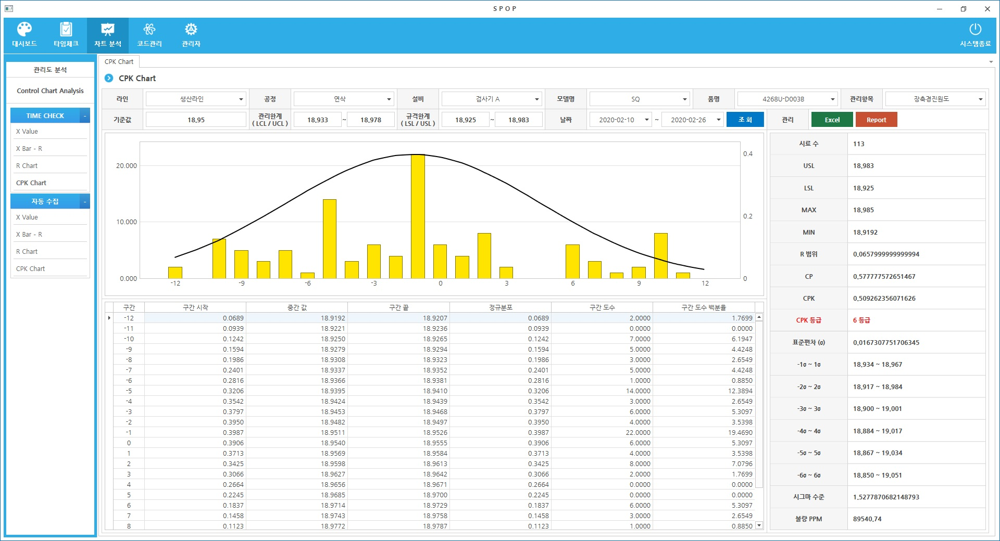 SPOP
대시보드 타임체크 차트 분석 코드관리 관리자 시스템종료
관리도 분석
Control Chart Analysis
TIME CHECK -
X Value
X Bar - R
R Chart
CPK Chart
자동 수집 -
X Value
X Bar - R
R Chart
CPK Chart
CPK Chart
CPK Chart
라인 생산라인 공정 연삭 설비 검사기 A 모델명 SQ 품명 4268U-D003B 관리항목 장축경진원도
기준값 18.95 관리한계 ( LCL / UCL ) 18.933 ~ 18.978 규격한계 ( LSL / USL ) 18.925 ~ 18.983 날짜 2020-02-10 ~ 2020-02-26 조 회 관리 Excel Report
20.000
10.000
0.000
0.4
0.2
0
-12 -9 -6 -3 0 3 6 9 12
구간 구간 시작 중간 값 구간 끝 정규분포 구간 도수 구간 도수 백분율
-12 0.0689 18.9192 18.9207 0.0689 2.0000 1.7699
-11 0.0939 18.9221 18.9236 0.0939 0.0000 0.0000
-10 0.1242 18.9250 18.9265 0.1242 7.0000 6.1947
-9 0.1594 18.9279 18.9294 0.1594 5.0000 4.4248
-8 0.1986 18.9308 18.9323 0.1986 3.0000 2.6549
-7 0.2401 18.9337 18.9352 0.2401 5.0000 4.4248
-6 0.2816 18.9366 18.9381 0.2816 1.0000 0.8850
-5 0.3206 18.9395 18.9410 0.3206 14.0000 12.3894
-4 0.3542 18.9424 18.9439 0.3542 3.0000 2.6549
-3 0.3797 18.9453 18.9468 0.3797 6.0000 5.3097
-2 0.3950 18.9482 18.9497 0.3950 4.0000 3.5398
-1 0.3987 18.9511 18.9526 0.3987 22.0000 19.4690
0 0.3906 18.9540 18.9555 0.3906 6.0000 5.3097
1 0.3713 18.9569 18.9584 0.3713 4.0000 3.5398
2 0.3425 18.9598 18.9613 0.3425 8.0000 7.0796
3 0.3066 18.9627 18.9642 0.3066 2.0000 1.7699
4 0.2664 18.9656 18.9671 0.2664 0.0000 0.0000
5 0.2245 18.9685 18.9700 0.2245 0.0000 0.0000
6 0.1837 18.9714 18.9729 0.1837 6.0000 5.3097
7 0.1458 18.9743 18.9758 0.1458 3.0000 2.6549
8 0.1123 18.9772 18.9787 0.1123 1.0000 0.8850
시료 수 113
USL 18.983
LSL 18.925
MAX 18.985
MIN 18.9192
R 범위 0.0657999999999994
CP 0.577777572651467
CPK 0.509262356071626
CPK 등급 6 등급
표준편차 (σ) 0.0167307751706345
-1σ ~ 1σ 18.934 ~ 18.967
-2σ ~ 2σ 18.917 ~ 18.984
-3σ ~ 3σ 18.900 ~ 19.001
-4σ ~ 4σ 18.884 ~ 19.017
-5σ ~ 5σ 18.867 ~ 19.034
-6σ ~ 6σ 18.850 ~ 19.051
시그마 수준 1.5277870682148793
불량 PPM 89540.74